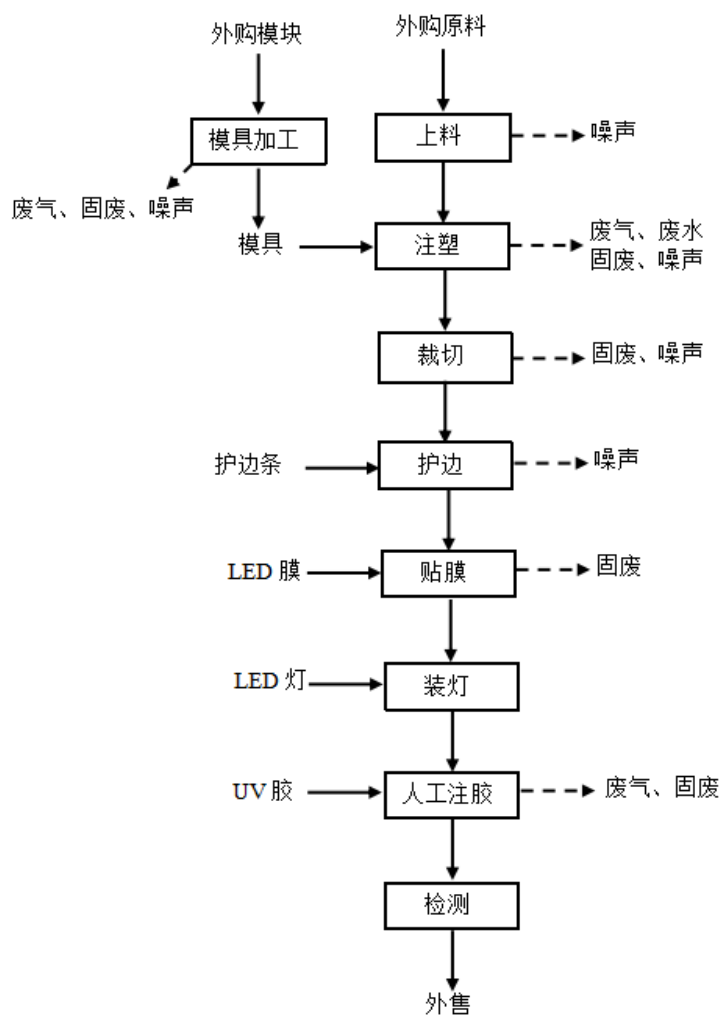 外购模块
外购原料
模具加工
上料
噪声
废气、固废、噪声
模具
注塑
废气、废水
固废、噪声
裁切
固废、噪声
护边条
护边
噪声
LED 膜
贴膜
固废
LED 灯
装灯
UV 胶
人工注胶
废气、固废
检测
外售